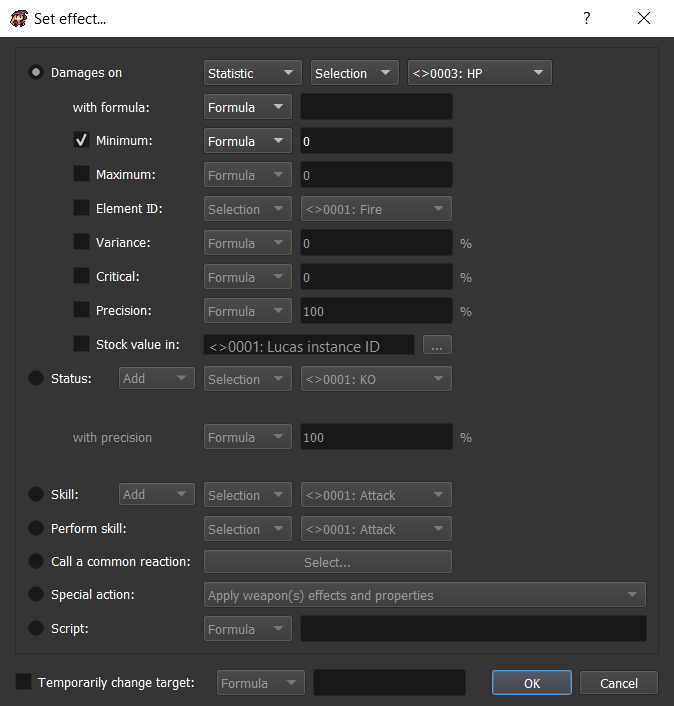 Set effect...
?
Damages on Statistic Selection <>0003: HP
with formula: Formula
Minimum: Formula 0
Maximum: Formula 0
Element ID: Selection <>0001: Fire
Variance: Formula 0 %
Critical: Formula 0 %
Precision: Formula 100 %
Stock value in: <>0001: Lucas instance ID ...
Status: Add Selection <>0001: KO
with precision Formula 100 %
Skill: Add Selection <>0001: Attack
Perform skill: Selection <>0001: Attack
Call a common reaction: Select...
Special action: Apply weapon(s) effects and properties
Script: Formula
Temporarily change target: Formula OK Cancel